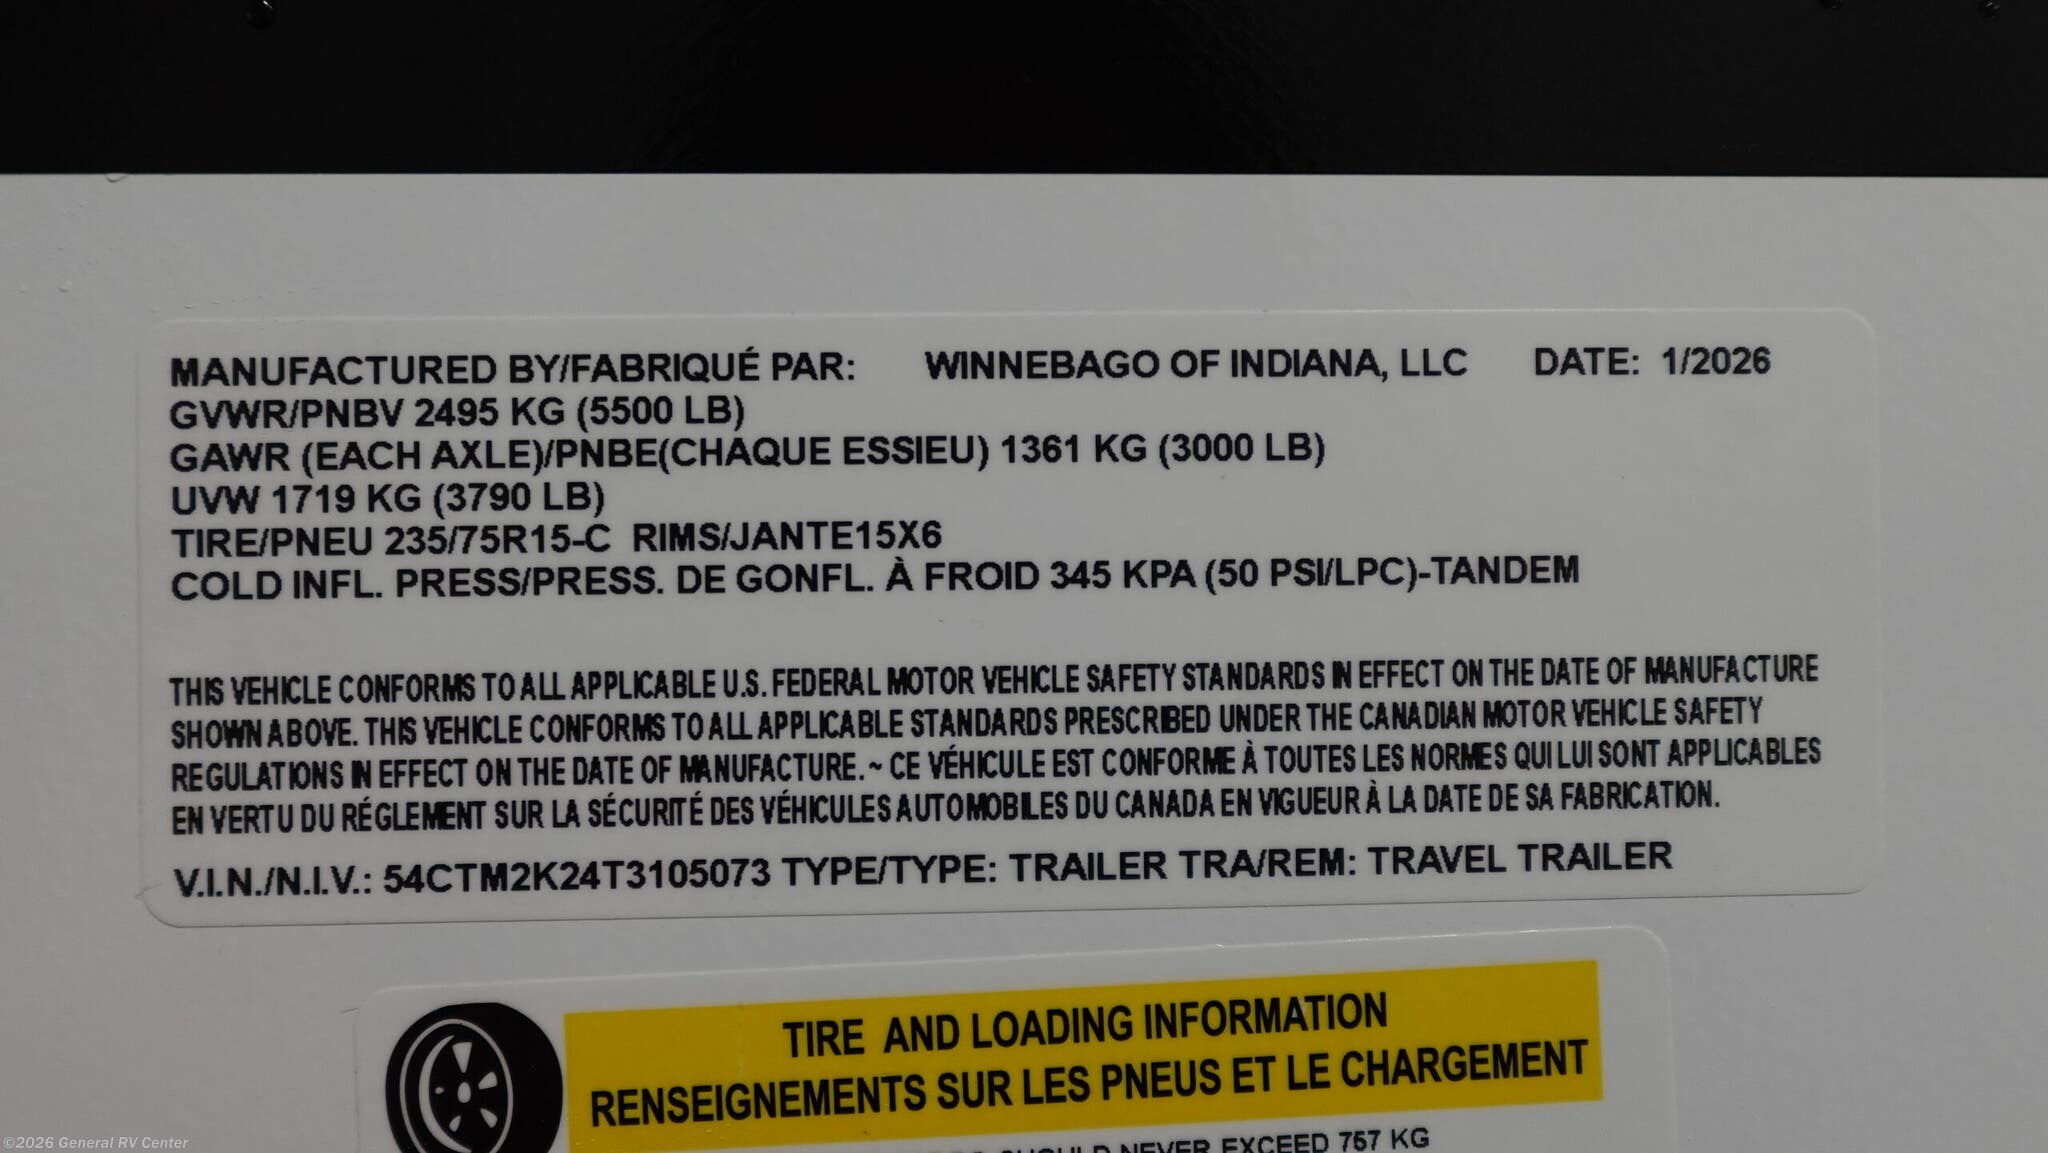 MANUFACTURED BY/FABRIQUÉ PAR: WINNEBAGO OF INDIANA, LLC DATE: 1/2026
GVWR/PNBV 2495 KG (5500 LB)
GAWR (EACH AXLE)/PNBE(CHAQUE ESSIEU) 1361 KG (3000 LB)
UVW 1719 KG (3790 LB)
TIRE/PNEU 235/75R15-C RIMS/JANTE15X6
COLD INFL. PRESS/PRESS. DE GONFL. À FROID 345 KPA (50 PSI/LPC)-TANDEM
THIS VEHICLE CONFORMS TO ALL APPLICABLE U.S. FEDERAL MOTOR VEHICLE SAFETY STANDARDS IN EFFECT ON THE DATE OF MANUFACTURE
SHOWN ABOVE. THIS VEHICLE CONFORMS TO ALL APPLICABLE STANDARDS PRESCRIBED UNDER THE CANADIAN MOTOR VEHICLE SAFETY
REGULATIONS IN EFFECT ON THE DATE OF MANUFACTURE. ~ CE VÉHICULE EST CONFORME À TOUTES LES NORMES QUI LUI SONT APPLICABLES
EN VERTU DU RÉGLEMENT SUR LA SÉCURITÉ DES VÉHICULES AUTOMOBILES DU CANADA EN VIGUEUR À LA DATE DE SA FABRICATION.
V.I.N./N.I.V.: 54CTM2K24T3105073 TYPE/TYPE: TRAILER TRA/REM: TRAVEL TRAILER
TIRE AND LOADING INFORMATION
RENSEIGNEMENTS SUR LES PNEUS ET LE CHARGEMENT
SHOULD NEVER EXCEED 767 KG
©2026 General RV Center